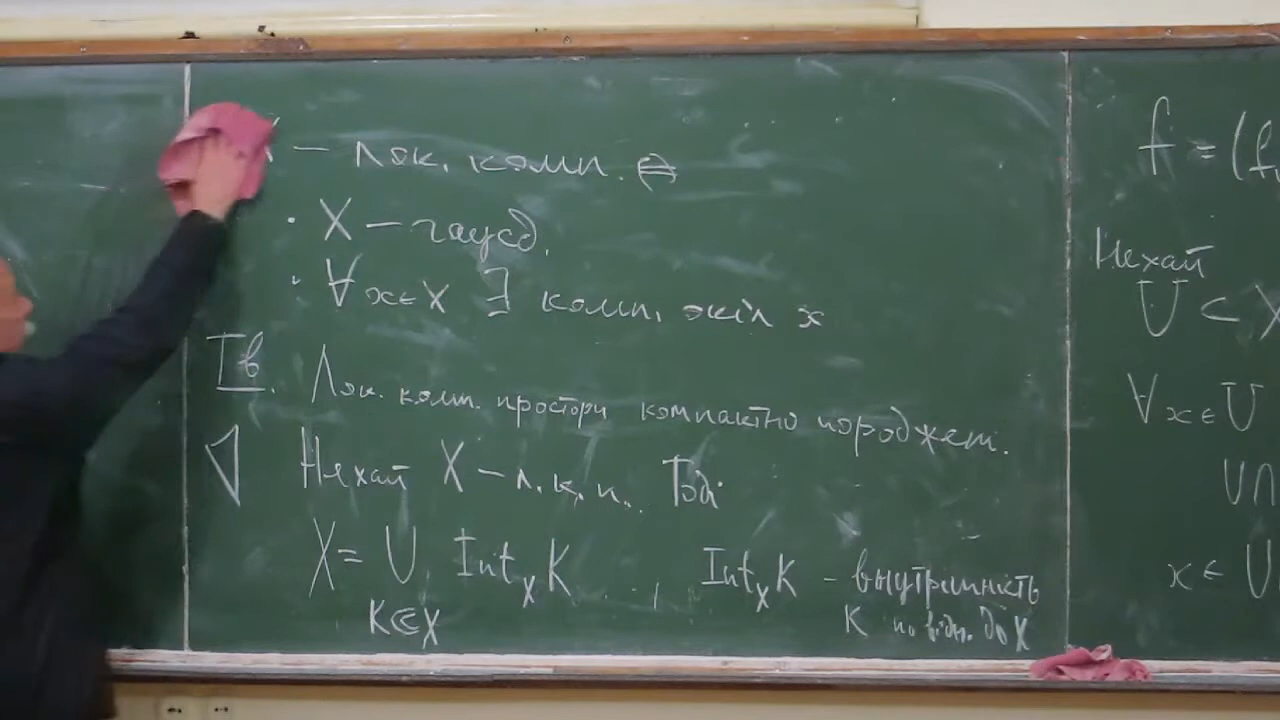 – лок. комп. ⇔
· X – гаусд.
· ∀ x∈X ∃ комп. окіл x
Тв. Лок. комп. простори компактно породжен.
◁ Нехай X – л.к.п. Тоді
X = ∪ Int_X K , Int_X K – внутрішність
K⋐X K по відн. до X
f = (f
Нехай
U ⊂ X
∀ x ∈ U
U∩
x ∈ U